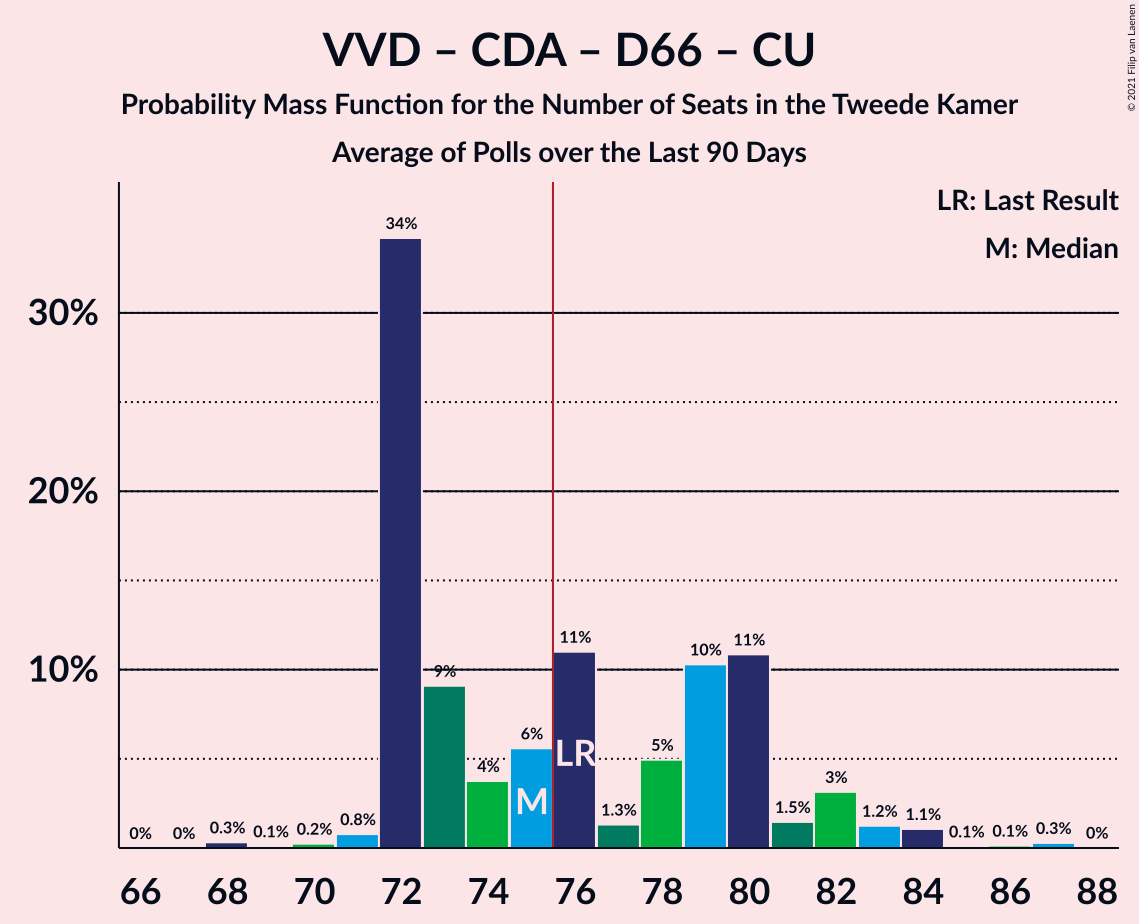 VVD – CDA – D66 – CU
Probability Mass Function for the Number of Seats in the Tweede Kamer
Average of Polls over the Last 90 Days
© 2021 Filip van Laenen
LR: Last Result
M: Median
30%
20%
10%
0%
0%
0.3%
0.1%
0.2%
0.8%
34%
9%
4%
6%
11%
1.3%
5%
10%
11%
1.5%
3%
1.2%
1.1%
0.1%
0.1%
0.3%
0%
M
LR
66 68 70 72 74 76 78 80 82 84 86 88